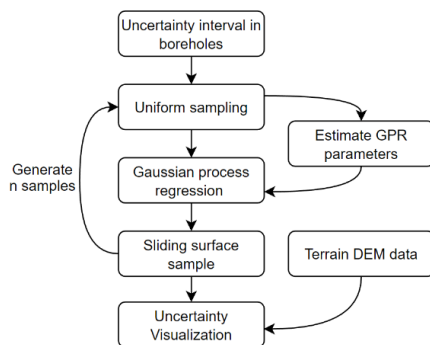 Uncertainty interval in
boreholes
Uniform sampling
Estimate GPR
parameters
Generate
n samples
Gaussian process
regression
Sliding surface
sample
Terrain DEM data
Uncertainty
Visualization